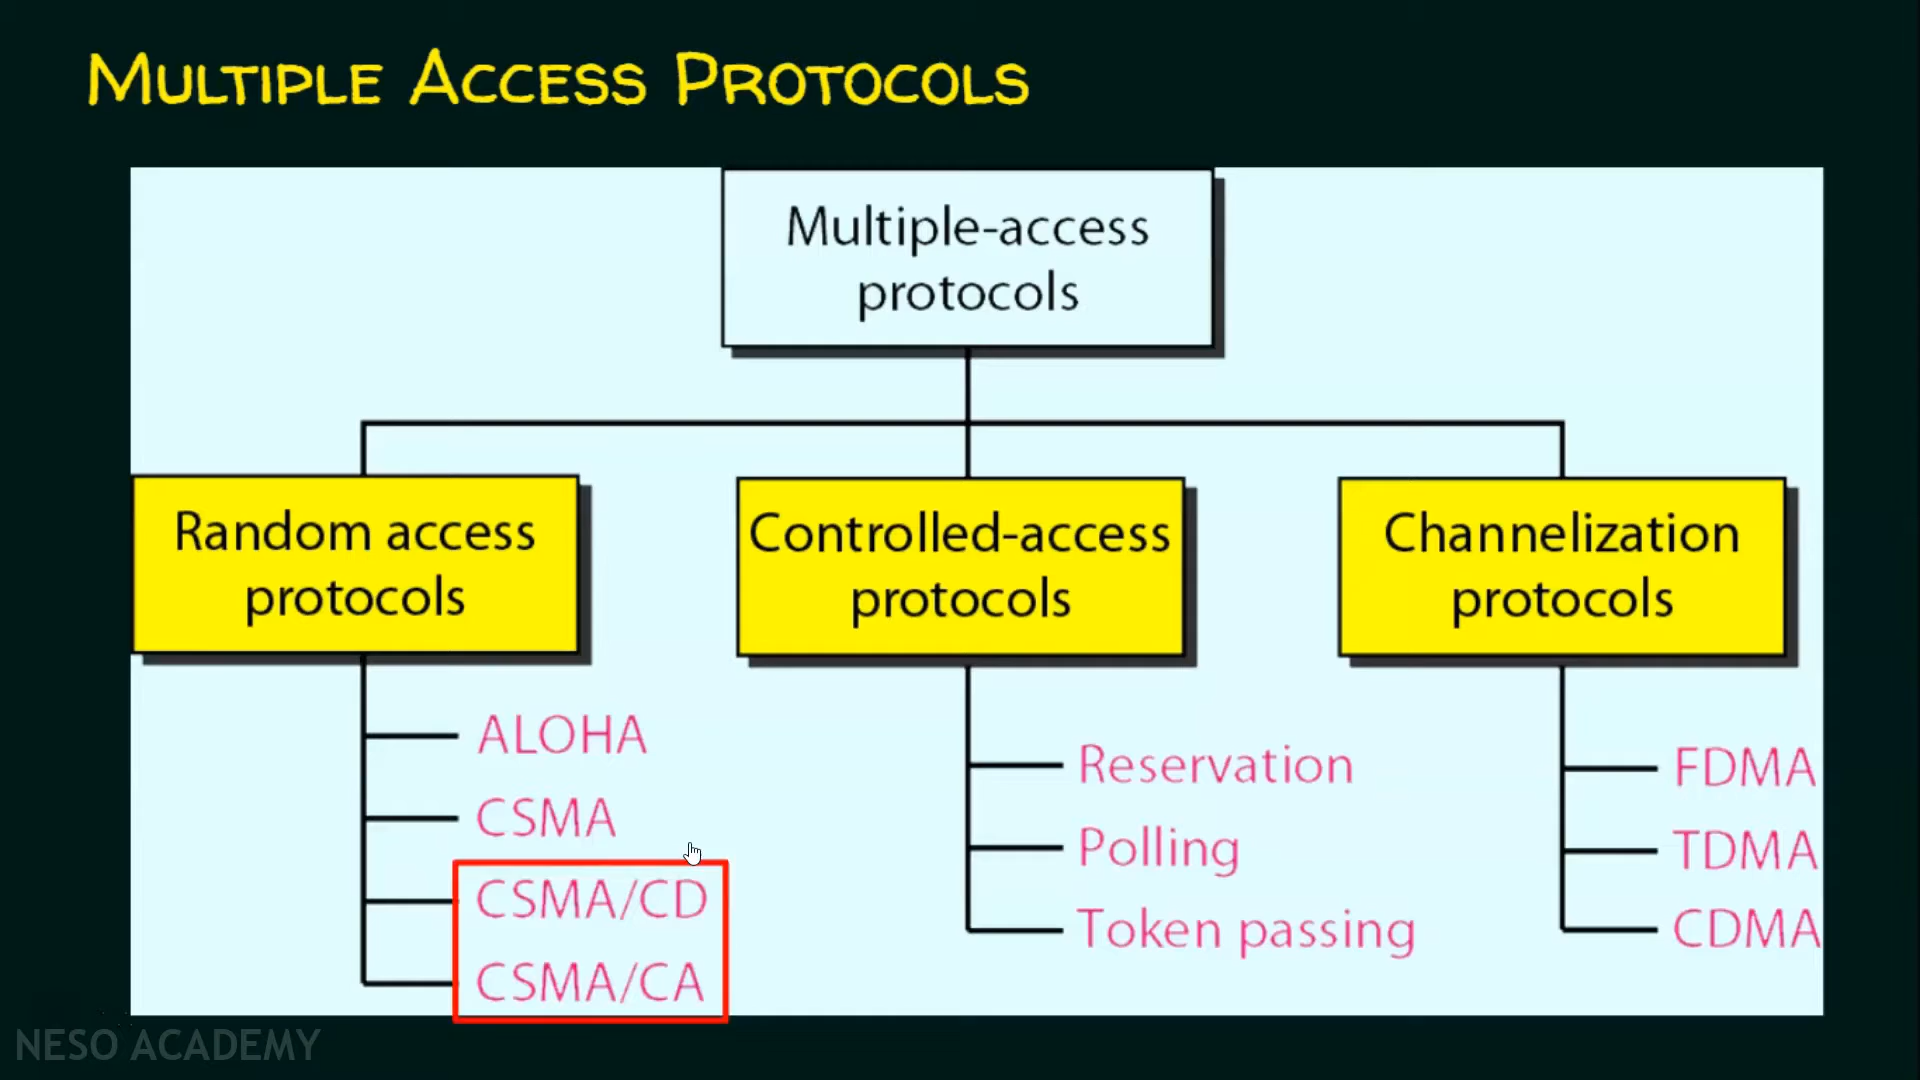 MULTIPLE ACCESS PROTOCOLS
Multiple-access
protocols
Random access
protocols
Controlled-access
protocols
Channelization
protocols
ALOHA
CSMA
CSMA/CD
CSMA/CA
Reservation
Polling
Token passing
FDMA
TDMA
CDMA
NESO ACADEMY